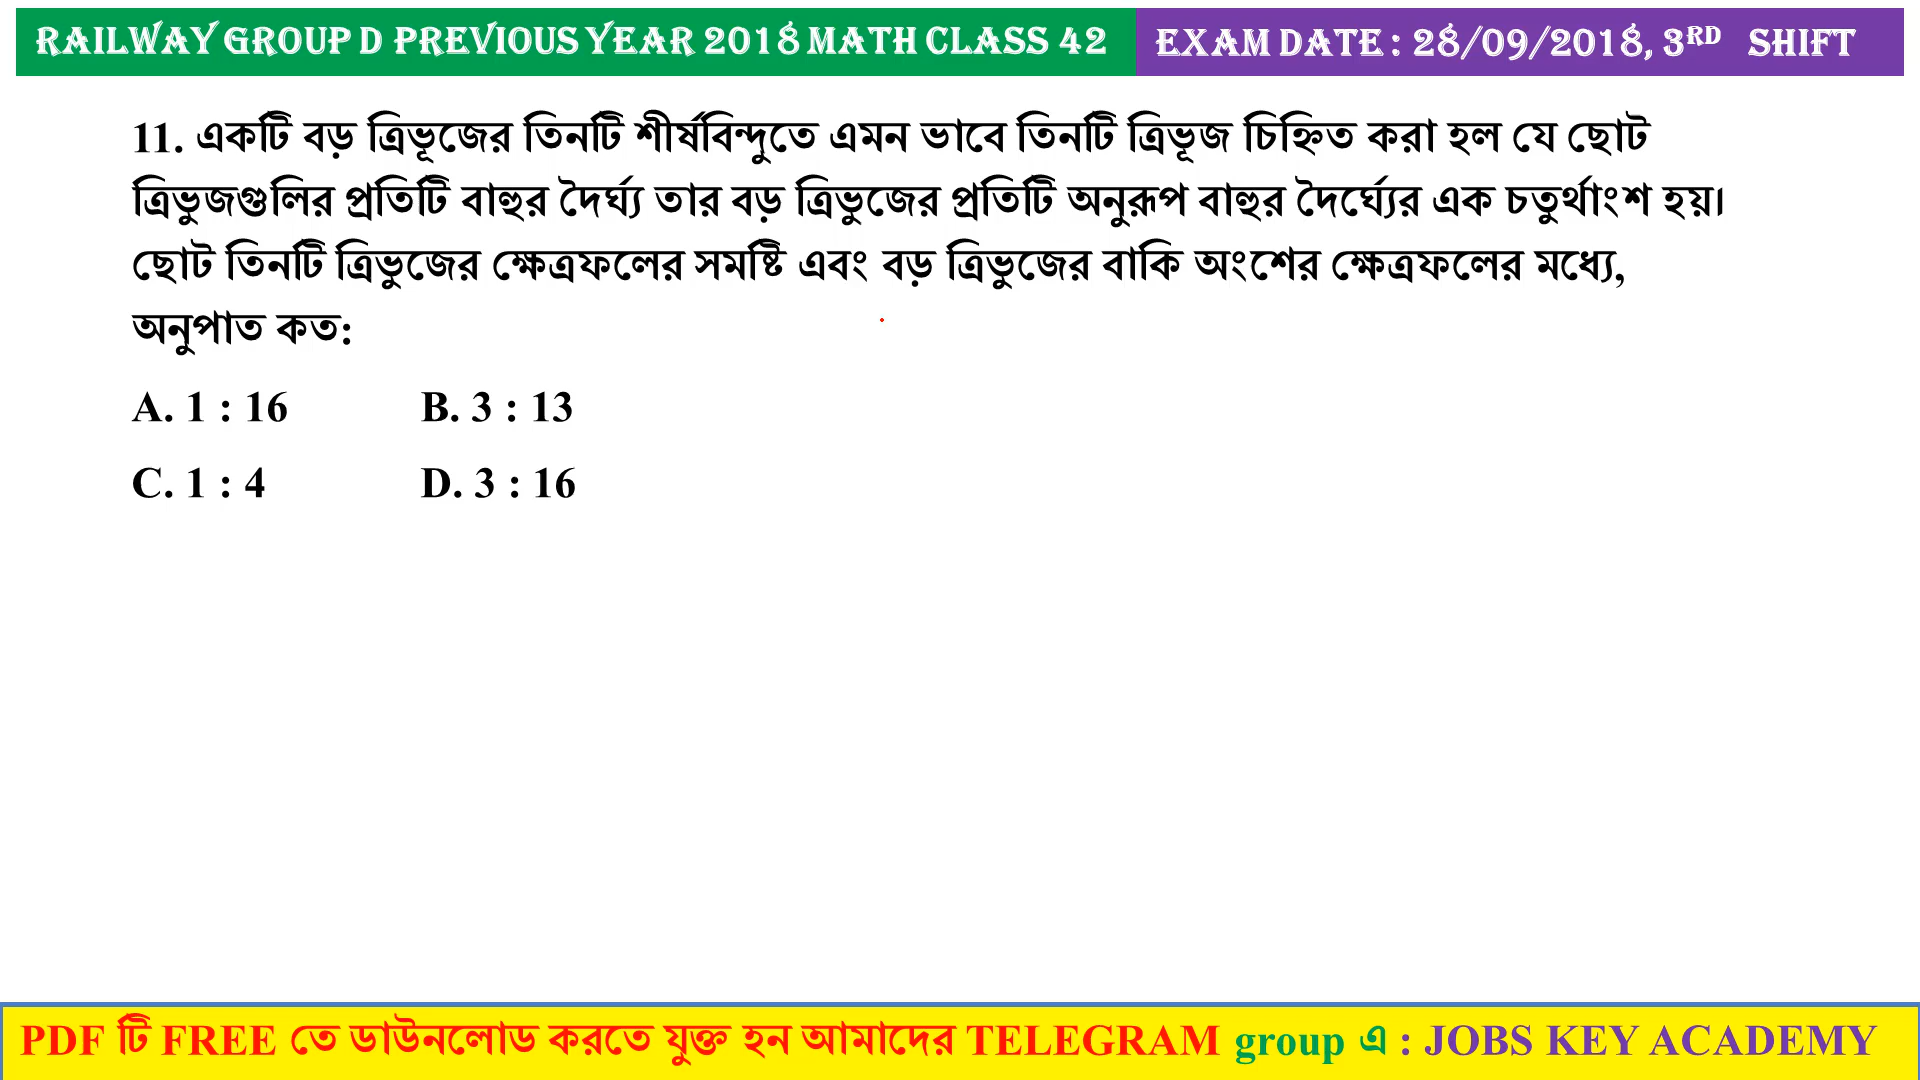 RAILWAY GROUP D PREVIOUS YEAR 2018 MATH CLASS 42
EXAM DATE : 28/09/2018, 3RD SHIFT
11. একটি বড় ত্রিভূজের তিনটি শীর্ষবিন্দুতে এমন ভাবে তিনটি ত্রিভূজ চিহ্নিত করা হল যে ছোট
ত্রিভুজগুলির প্রতিটি বাহুর দৈর্ঘ্য তার বড় ত্রিভুজের প্রতিটি অনুরূপ বাহুর দৈর্ঘ্যের এক চতুর্থাংশ হয়।
ছোট তিনটি ত্রিভুজের ক্ষেত্রফলের সমষ্টি এবং বড় ত্রিভুজের বাকি অংশের ক্ষেত্রফলের মধ্যে,
অনুপাত কত:
A. 1 : 16 B. 3 : 13
C. 1 : 4 D. 3 : 16
PDF টি FREE তে ডাউনলোড করতে যুক্ত হন আমাদের TELEGRAM group এ : JOBS KEY ACADEMY